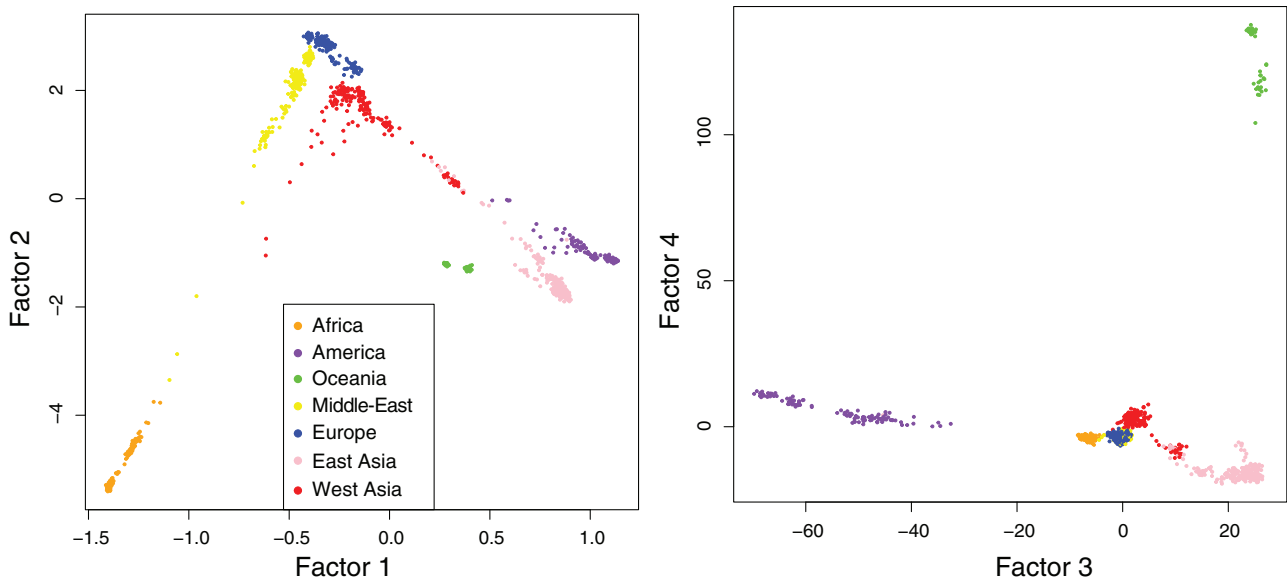 2
0
−2
−4
Factor 2
−1.5
−1.0
−0.5
0.0
0.5
1.0
Factor 1
Africa
America
Oceania
Middle-East
Europe
East Asia
West Asia
100
50
0
Factor 4
−60
−40
−20
0
20
Factor 3